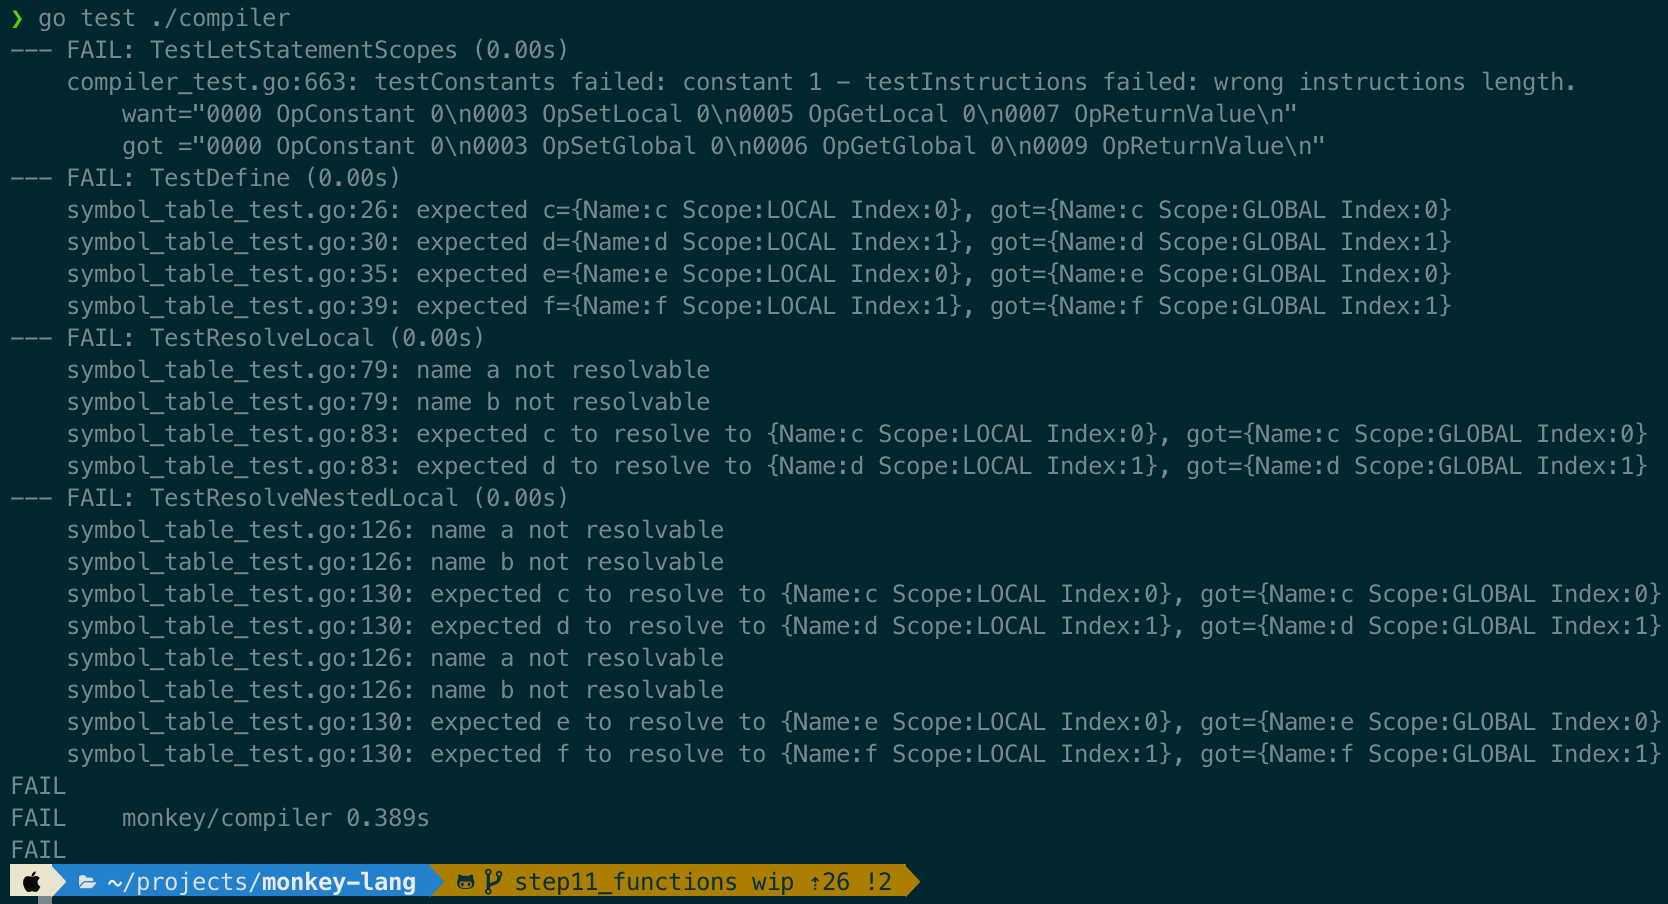 ❯ go test ./compiler
--- FAIL: TestLetStatementScopes (0.00s)
    compiler_test.go:663: testConstants failed: constant 1 - testInstructions failed: wrong instructions length.
        want="0000 OpConstant 0\n0003 OpSetLocal 0\n0005 OpGetLocal 0\n0007 OpReturnValue\n"
        got ="0000 OpConstant 0\n0003 OpSetGlobal 0\n0006 OpGetGlobal 0\n0009 OpReturnValue\n"
--- FAIL: TestDefine (0.00s)
    symbol_table_test.go:26: expected c={Name:c Scope:LOCAL Index:0}, got={Name:c Scope:GLOBAL Index:0}
    symbol_table_test.go:30: expected d={Name:d Scope:LOCAL Index:1}, got={Name:d Scope:GLOBAL Index:1}
    symbol_table_test.go:35: expected e={Name:e Scope:LOCAL Index:0}, got={Name:e Scope:GLOBAL Index:0}
    symbol_table_test.go:39: expected f={Name:f Scope:LOCAL Index:1}, got={Name:f Scope:GLOBAL Index:1}
--- FAIL: TestResolveLocal (0.00s)
    symbol_table_test.go:79: name a not resolvable
    symbol_table_test.go:79: name b not resolvable
    symbol_table_test.go:83: expected c to resolve to {Name:c Scope:LOCAL Index:0}, got={Name:c Scope:GLOBAL Index:0}
    symbol_table_test.go:83: expected d to resolve to {Name:d Scope:LOCAL Index:1}, got={Name:d Scope:GLOBAL Index:1}
--- FAIL: TestResolveNestedLocal (0.00s)
    symbol_table_test.go:126: name a not resolvable
    symbol_table_test.go:126: name b not resolvable
    symbol_table_test.go:130: expected c to resolve to {Name:c Scope:LOCAL Index:0}, got={Name:c Scope:GLOBAL Index:0}
    symbol_table_test.go:130: expected d to resolve to {Name:d Scope:LOCAL Index:1}, got={Name:d Scope:GLOBAL Index:1}
    symbol_table_test.go:126: name a not resolvable
    symbol_table_test.go:126: name b not resolvable
    symbol_table_test.go:130: expected e to resolve to {Name:e Scope:LOCAL Index:0}, got={Name:e Scope:GLOBAL Index:0}
    symbol_table_test.go:130: expected f to resolve to {Name:f Scope:LOCAL Index:1}, got={Name:f Scope:GLOBAL Index:1}
FAIL
FAIL    monkey/compiler 0.389s
FAIL
~/projects/monkey-lang step11_functions wip ⇡26 !2